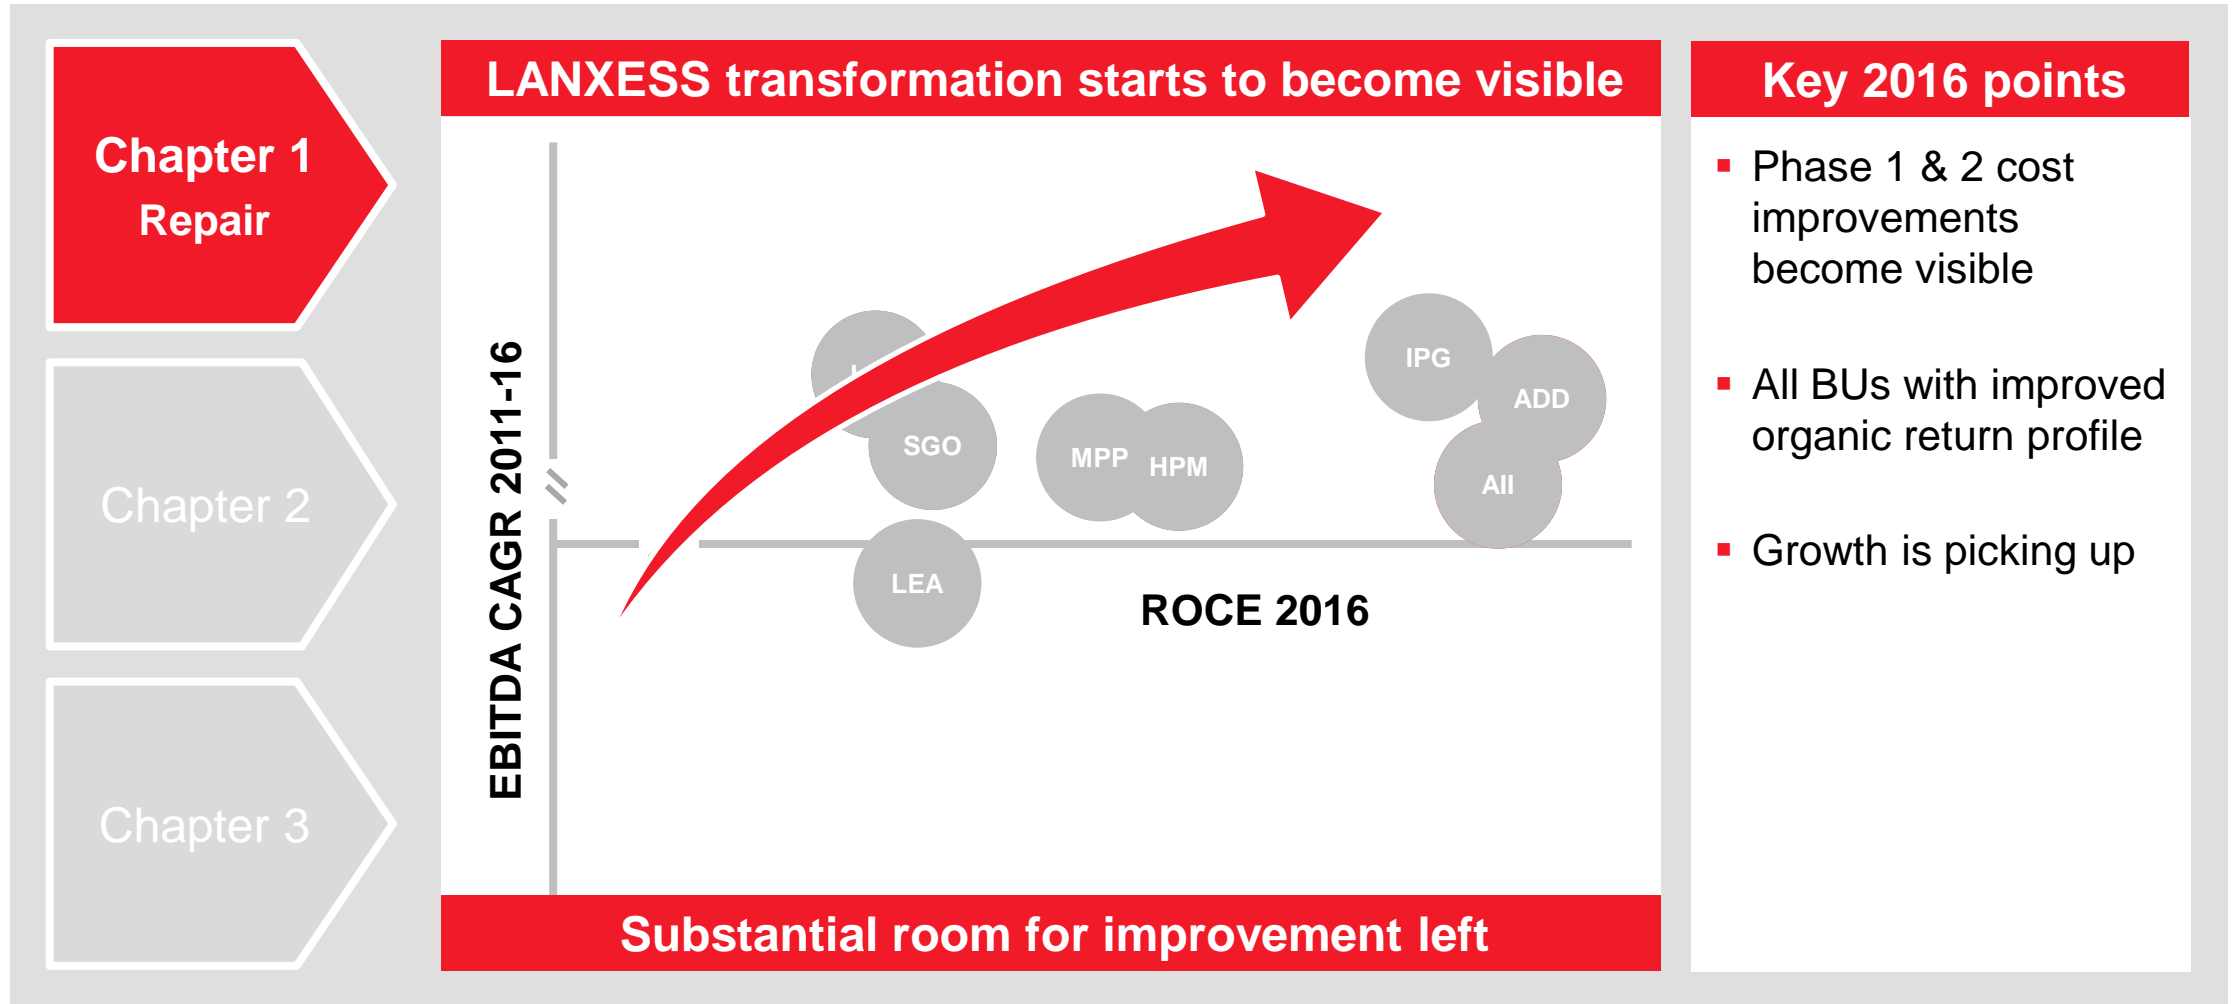 Chapter 1
Repair
Chapter 2
Chapter 3
LANXESS transformation starts to become visible
EBITDA CAGR 2011-16
IPG
ADD
SGO
MPP
HPM
All
LEA
ROCE 2016
Substantial room for improvement left
Key 2016 points
▪ Phase 1 & 2 cost
improvements
become visible
▪ All BUs with improved
organic return profile
▪ Growth is picking up